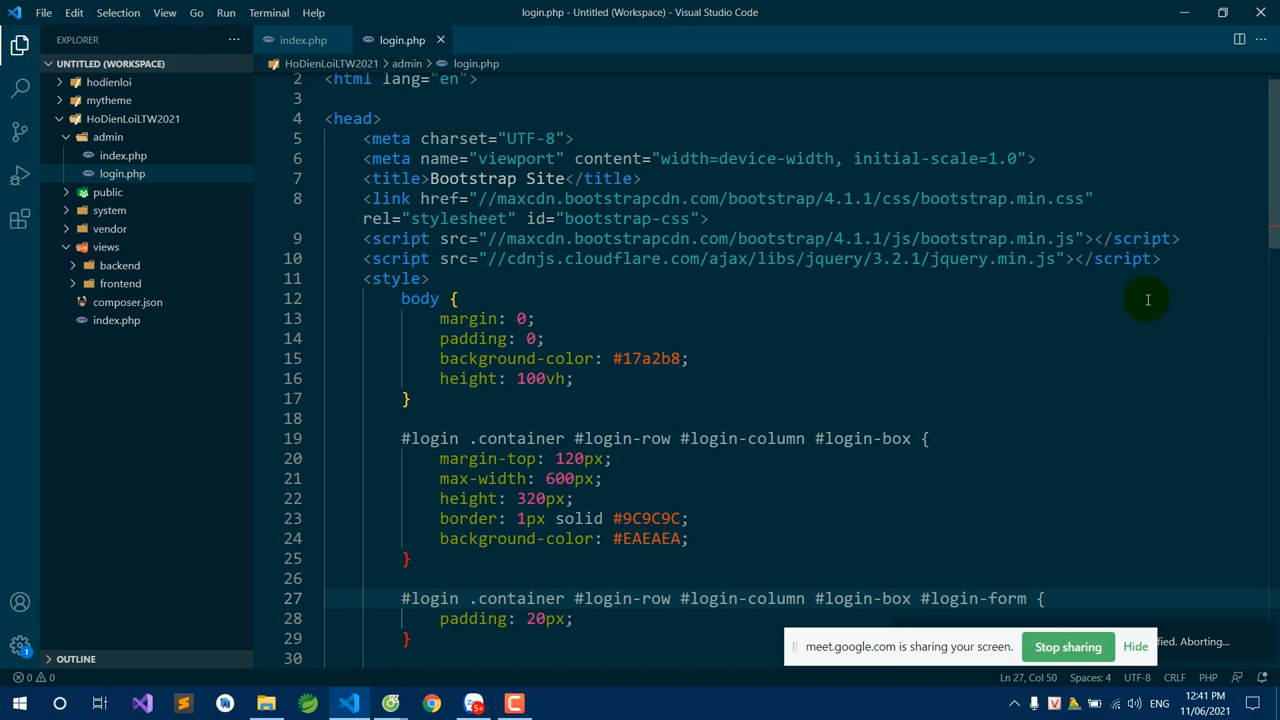 File Edit Selection View Go Run Terminal Help
login.php - Untitled (Workspace) - Visual Studio Code
EXPLORER
index.php
login.php
UNTITLED (WORKSPACE)
HoDienLoiLTW2021 > admin > login.php
hodienloi
mytheme
HoDienLoiLTW2021
admin
index.php
login.php
public
system
vendor
views
backend
frontend
composer.json
index.php
OUTLINE
2 <html lang="en">
3
4 <head>
5 <meta charset="UTF-8">
6 <meta name="viewport" content="width=device-width, initial-scale=1.0">
7 <title>Bootstrap Site</title>
8 <link href="//maxcdn.bootstrapcdn.com/bootstrap/4.1.1/css/bootstrap.min.css"
rel="stylesheet" id="bootstrap-css">
9 <script src="//maxcdn.bootstrapcdn.com/bootstrap/4.1.1/js/bootstrap.min.js"></script>
10 <script src="//cdnjs.cloudflare.com/ajax/libs/jquery/3.2.1/jquery.min.js"></script>
11 <style>
12 body {
13 margin: 0;
14 padding: 0;
15 background-color: #17a2b8;
16 height: 100vh;
17 }
18
19 #login .container #login-row #login-column #login-box {
20 margin-top: 120px;
21 max-width: 600px;
22 height: 320px;
23 border: 1px solid #9C9C9C;
24 background-color: #EAEAEA;
25 }
26
27 #login .container #login-row #login-column #login-box #login-form {
28 padding: 20px;
29 }
30
meet.google.com is sharing your screen. Stop sharing Hide
fied. Aborting...
0 0
Ln 27, Col 50 Spaces: 4 UTF-8 CRLF PHP
1
5+
ENG
12:41 PM
11/06/2021